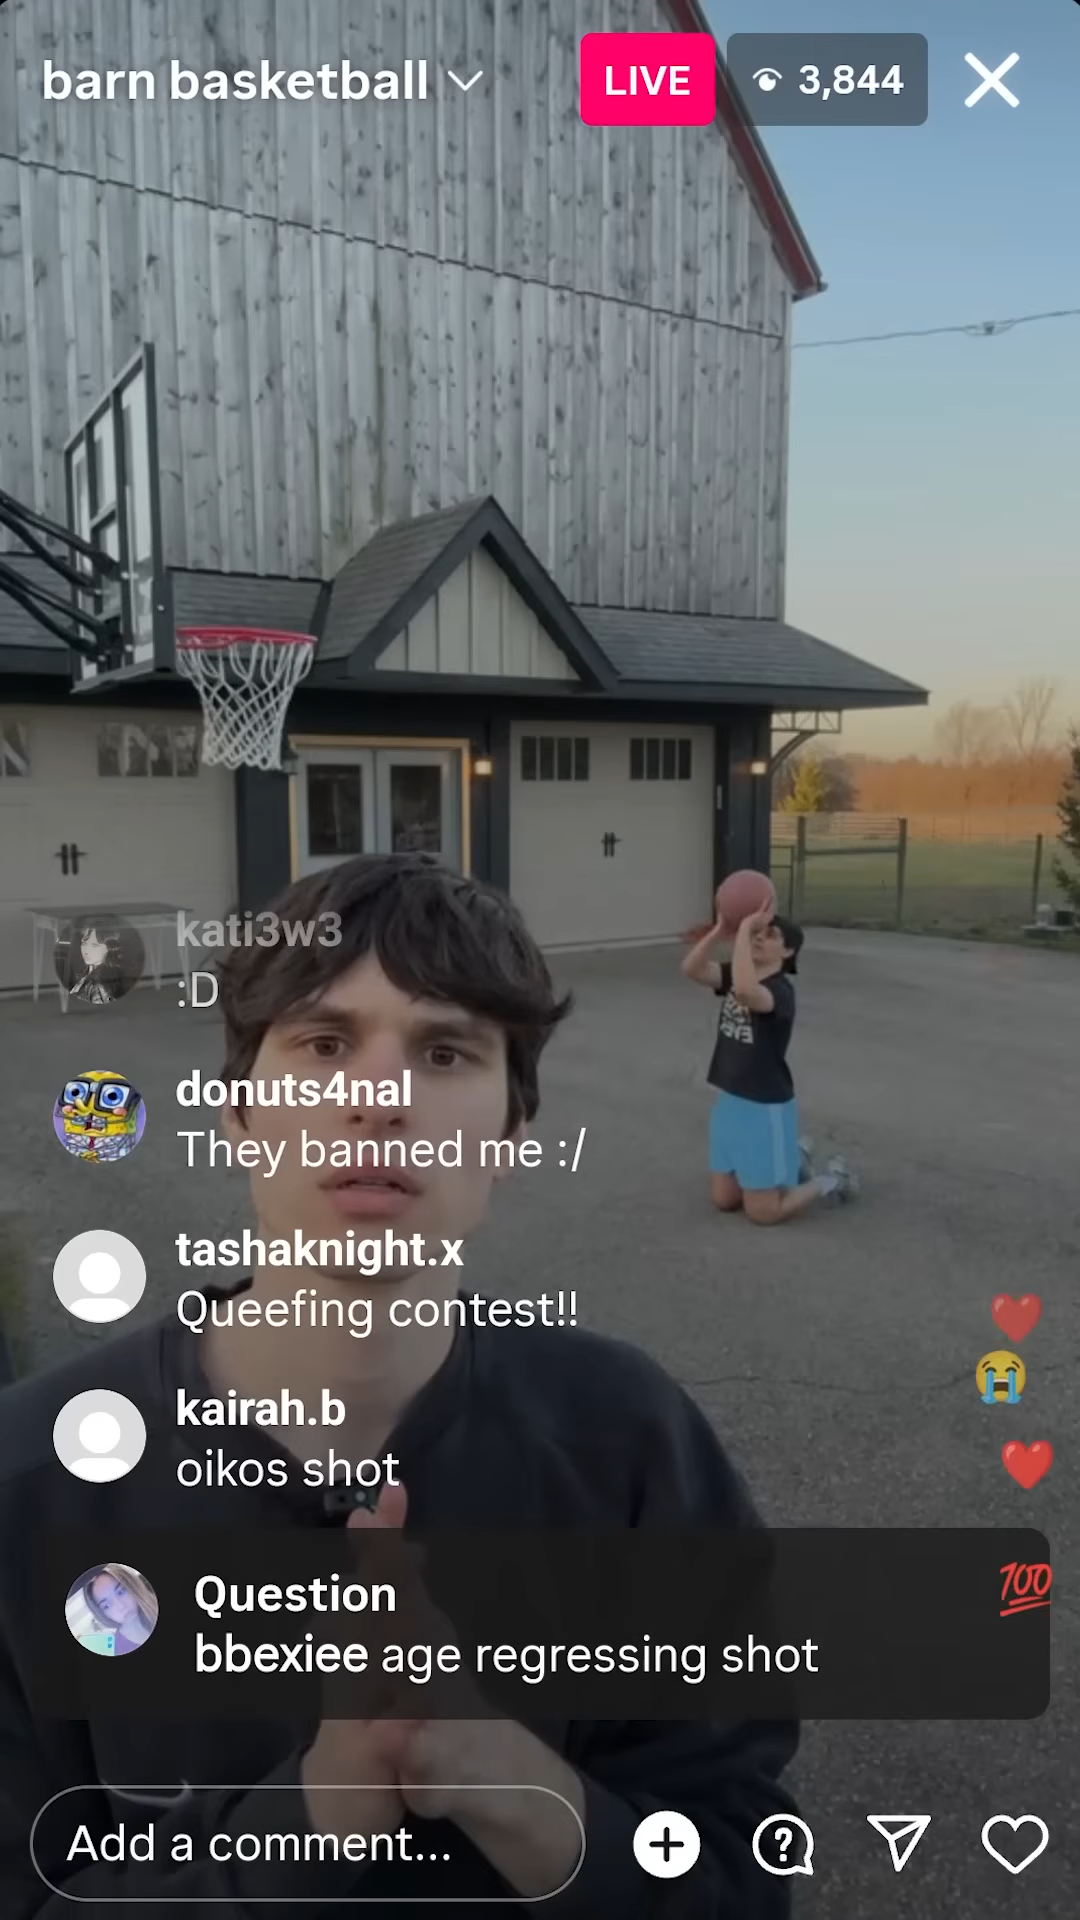 barn basketball
LIVE
3,844
kati3w3
:D
donuts4nal
They banned me :/
tashaknight.x
Queefing contest!!
kairah.b
oikos shot
Question
bbexiee age regressing shot
100
Add a comment...